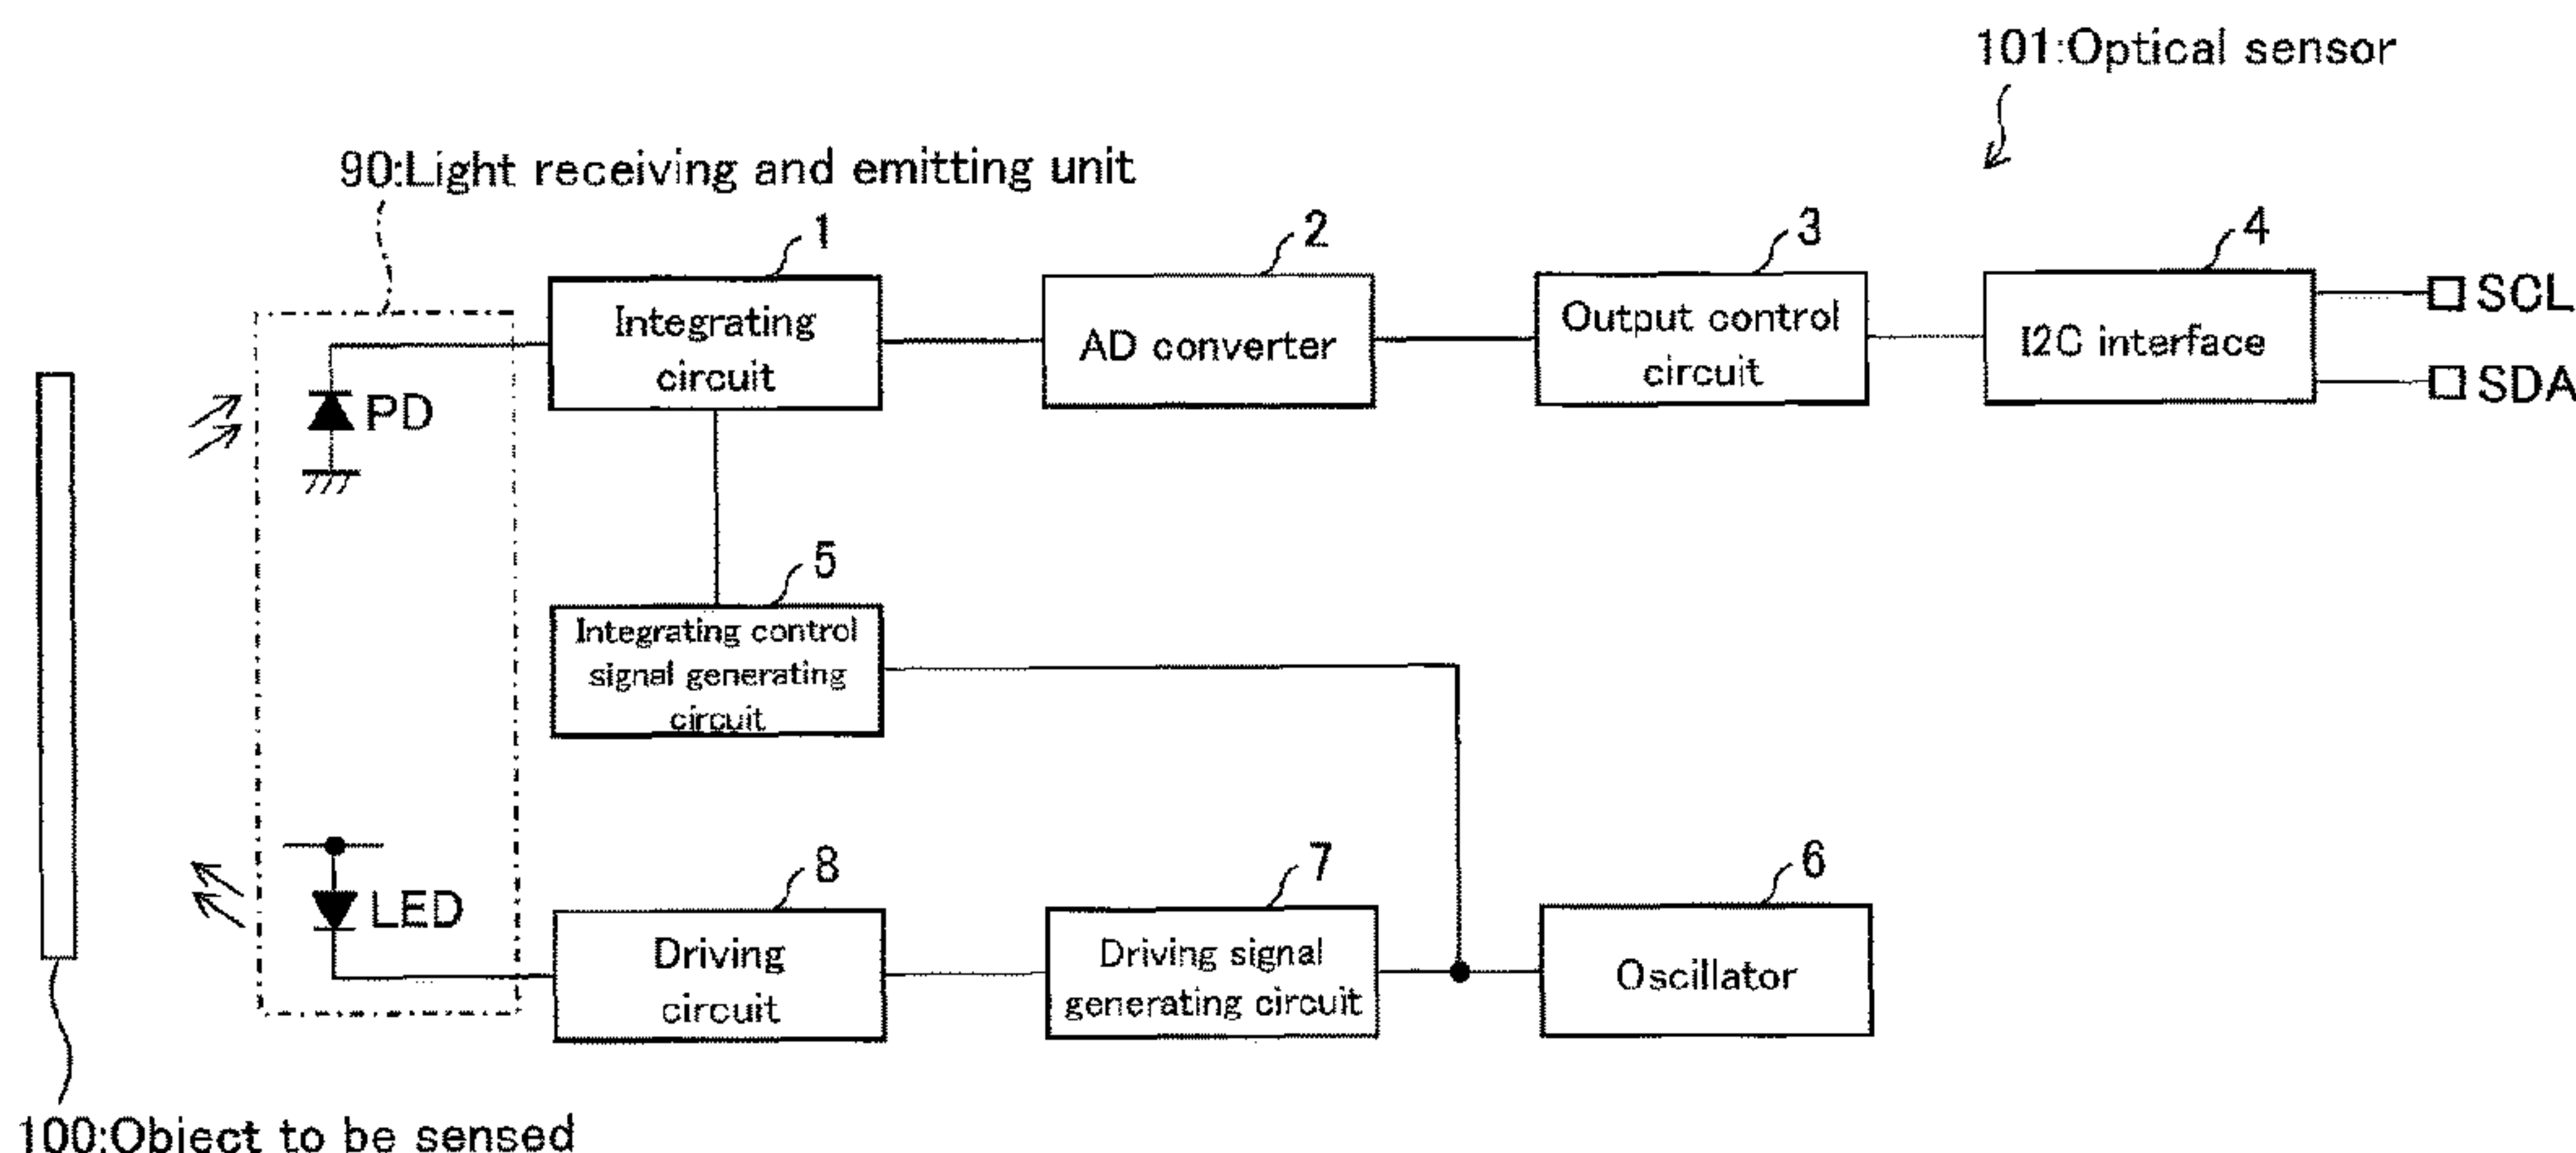 101:Optical sensor
90:Light receiving and emitting unit
1
2
3
4
Integrating
circuit
AD converter
Output control
circuit
I2C interface
SCL
SDA
PD
5
Integrating control
signal generating
circuit
LED
8
7
6
Driving
circuit
Driving signal
generating circuit
Oscillator
100:Object to be sensed